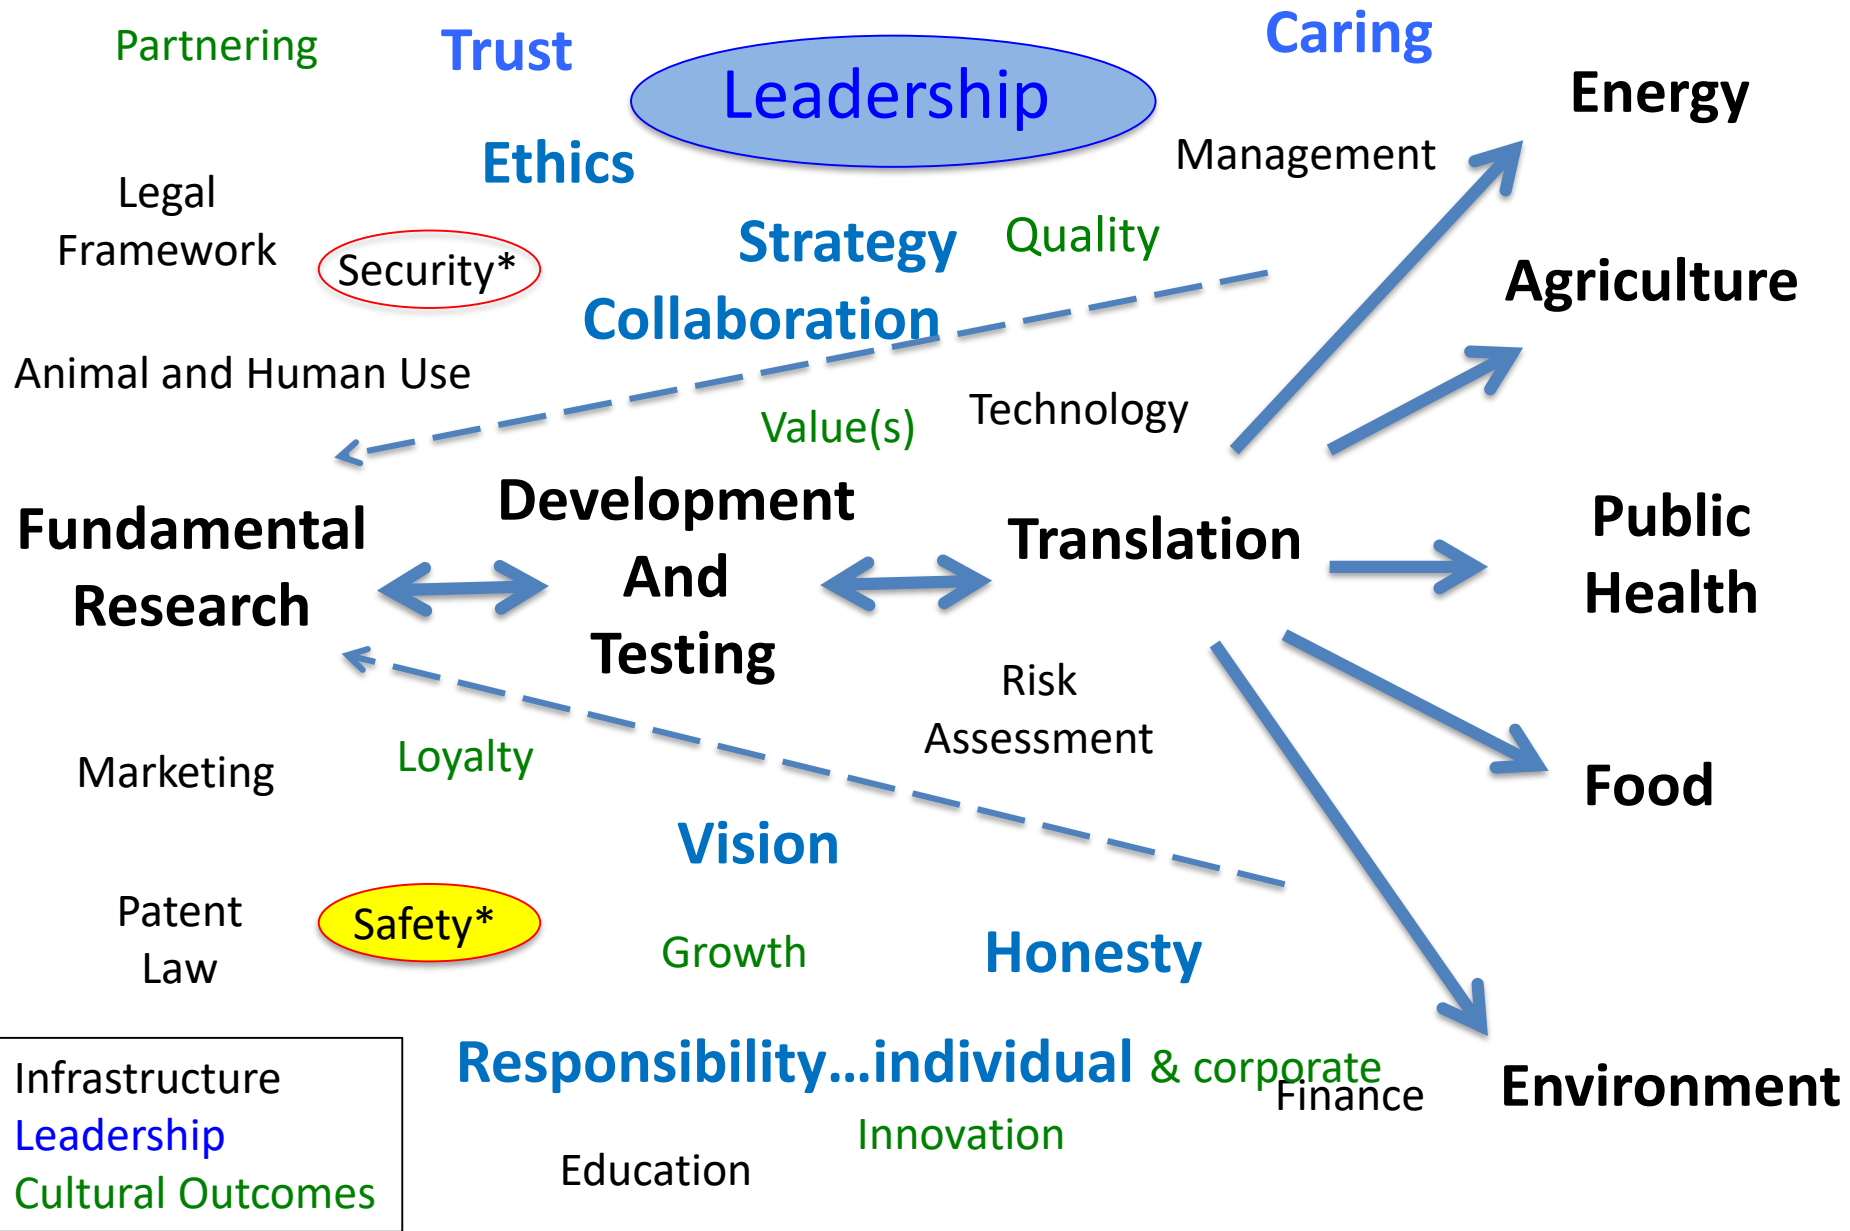 Partnering
Trust
Leadership
Caring
Energy
Ethics
Management
Legal
Framework
Security*
Strategy
Quality
Agriculture
Collaboration
Animal and Human Use
Value(s)
Technology
Fundamental
Research
Development
And
Testing
Translation
Public
Health
Risk
Assessment
Marketing
Loyalty
Food
Vision
Patent
Law
Safety*
Growth
Honesty
Responsibility...individual & corporate
Finance
Environment
Innovation
Education
Infrastructure
Leadership
Cultural Outcomes